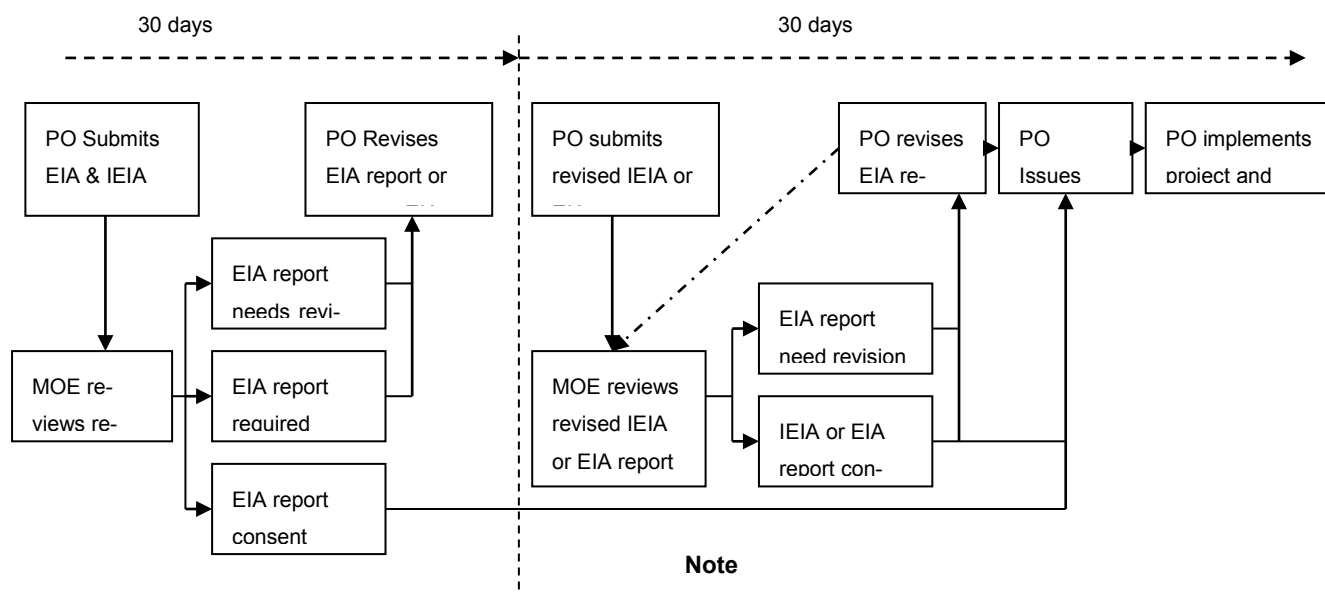 30 days
30 days
PO Submits
EIA & IEIA
PO Revises
EIA report or
PO submits
revised IEIA or
PO revises
EIA re-
PO
Issues
PO implements
project and
EIA report
needs revi-
EIA report
required
EIA report
consent
MOE re-
views re-
MOE reviews
revised IEIA
or EIA report
EIA report
need revision
IEIA or EIA
report con-
Note